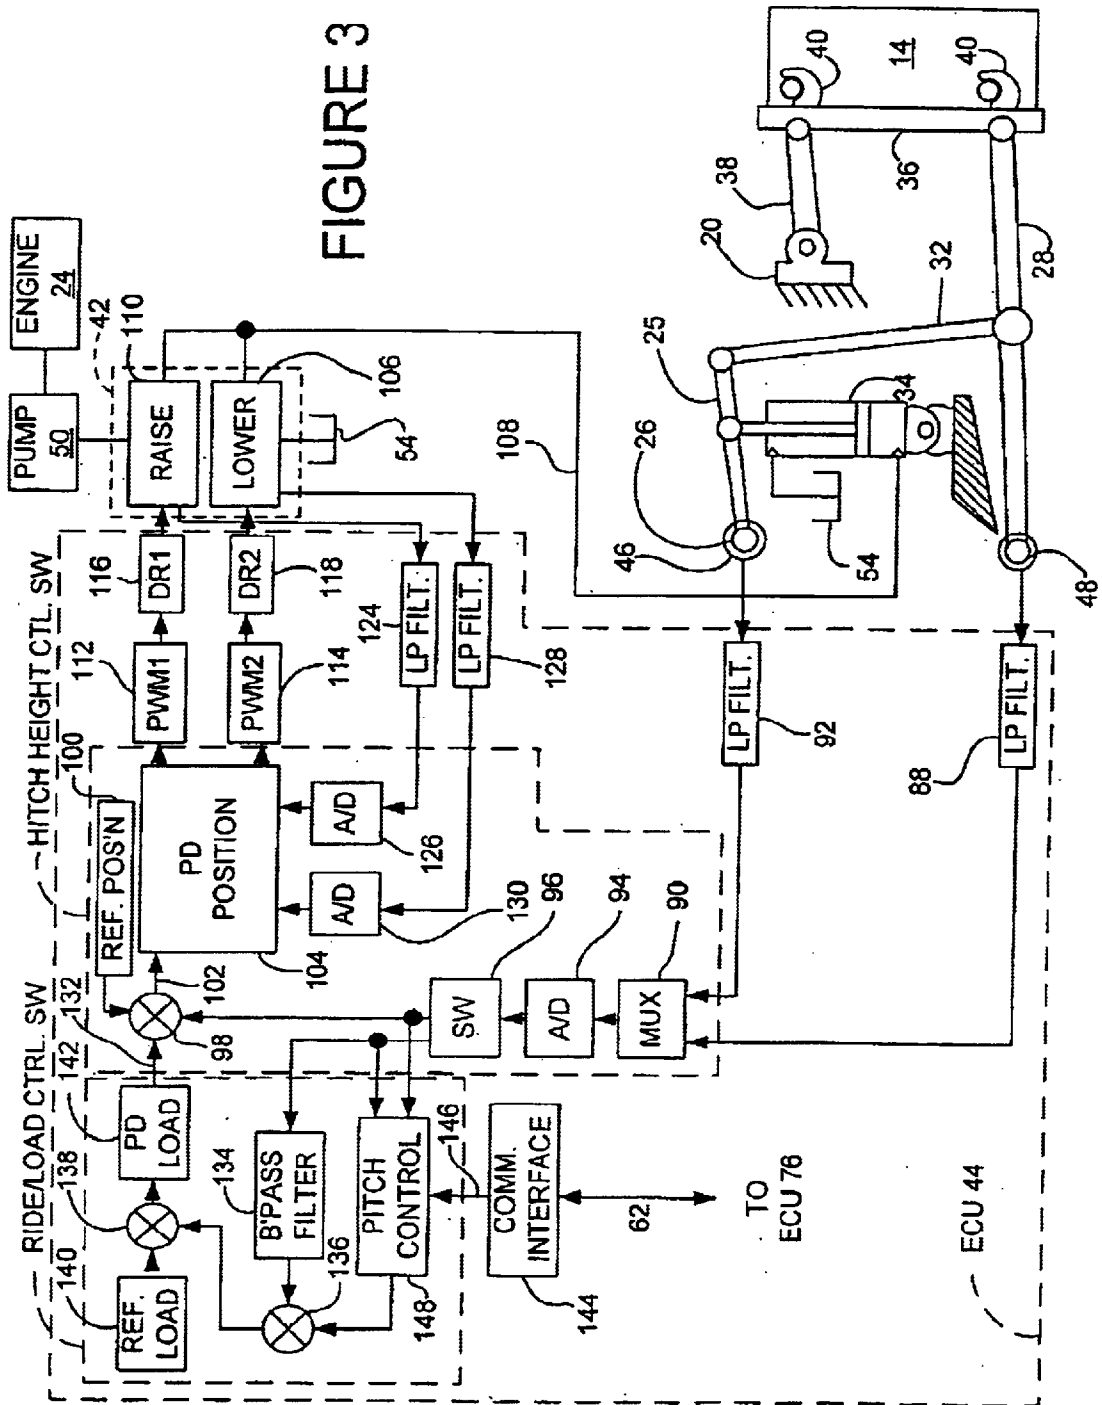 FIGURE 3
ENGINE
24
PUMP
50
42
110
RAISE
LOWER
106
54
116
DR1
DR2
118
112
PWM1
PWM2
114
124
LP FILT.
LP FILT.
128
HITCH HEIGHT CTL. SW
100
REF. POS'N
PD
POSITION
102
104
98
A/D
126
A/D
130
132
RIDE/LOAD CTRL. SW
142
PD
LOAD
138
140
REF.
LOAD
134
B'PASS
FILTER
136
PITCH
CONTROL
148
146
COMM.
INTERFACE
144
62
TO
ECU 76
ECU 44
SW
96
A/D
94
MUX
90
LP FILT.
92
LP FILT.
88
108
46
26
25
34
54
48
32
28
20
38
36
40
14
40